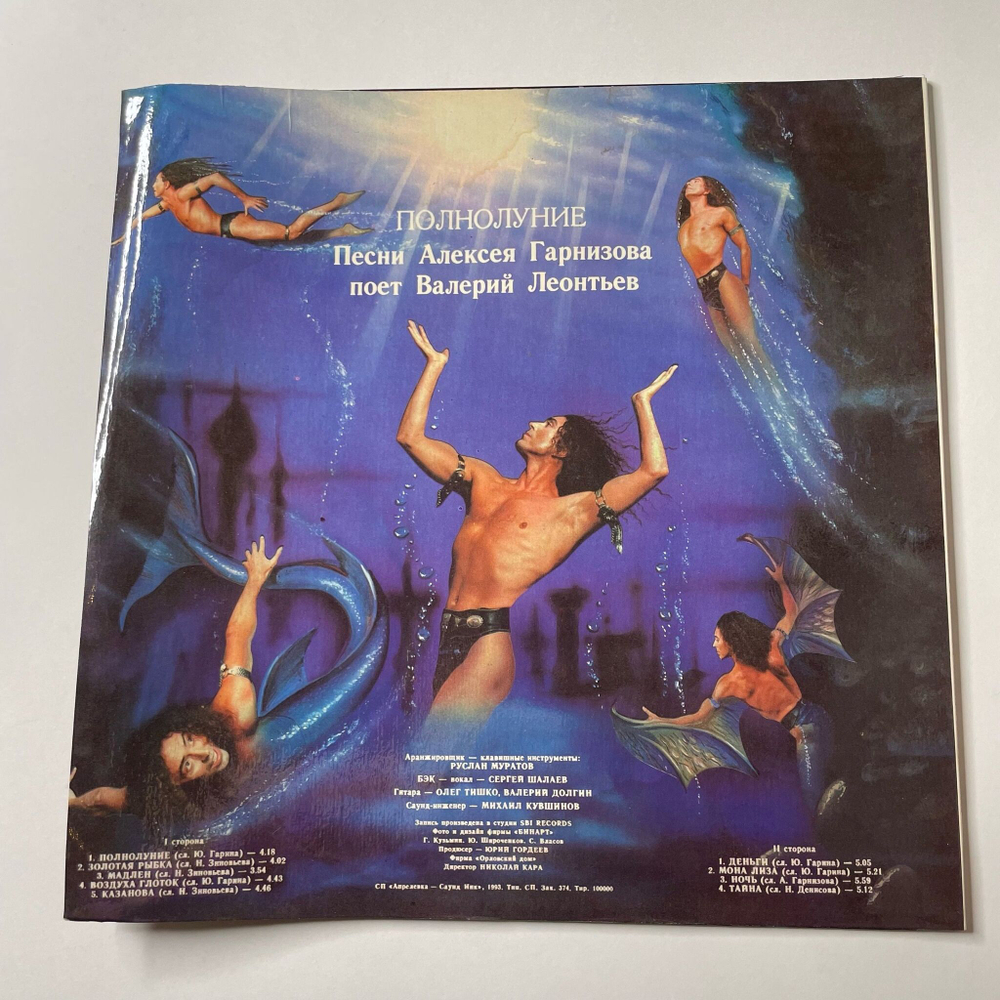 ПОЛНОЛУНИЕ
Песни Алексея Гарнизова
поет Валерий Леонтьев
Аранжировщик — клавишные инструменты:
РУСЛАН МУРАТОВ
БЭК — вокал — СЕРГЕЙ ШАЛАЕВ
Гитара — ОЛЕГ ТИШКО, ВАЛЕРИЙ ДОЛГИН
Саунд-инженер — МИХАИЛ КУВШИНОВ
Запись произведена в студии SBI RECORDS
Фото и дизайн фирмы «БИНАРТ»
Г. Кузьмин, Ю. Широченков, С. Власов
Продюсер — ЮРИЙ ГОРДЕЕВ
Фирма «Орловский дом»
Директор НИКОЛАЙ КАРА
СП «Апрелевка — Саунд Инк», 1993. Тип. СП. Зак. 374, Тир. 100000
I сторона
1. ПОЛНОЛУНИЕ (сл. Ю. Гарина) — 4.18
2. ЗОЛОТАЯ РЫБКА (сл. Н. Зиновьева) — 4.02
3. МАДЛЕН (сл. Н. Зиновьева) — 3.54
4. ВОЗДУХА ГЛОТОК (сл. Ю. Гарина) — 4.43
5. КАЗАНОВА (сл. Н. Зиновьева) — 4.46
II сторона
1. ДЕНЬГИ (сл. Ю. Гарина) — 5.05
2. МОНА ЛИЗА (сл. Ю. Гарина) — 5.21
3. НОЧЬ (сл. А. Гарнизова) — 5.59
4. ТАЙНА (сл. Н. Денисова) — 5.12